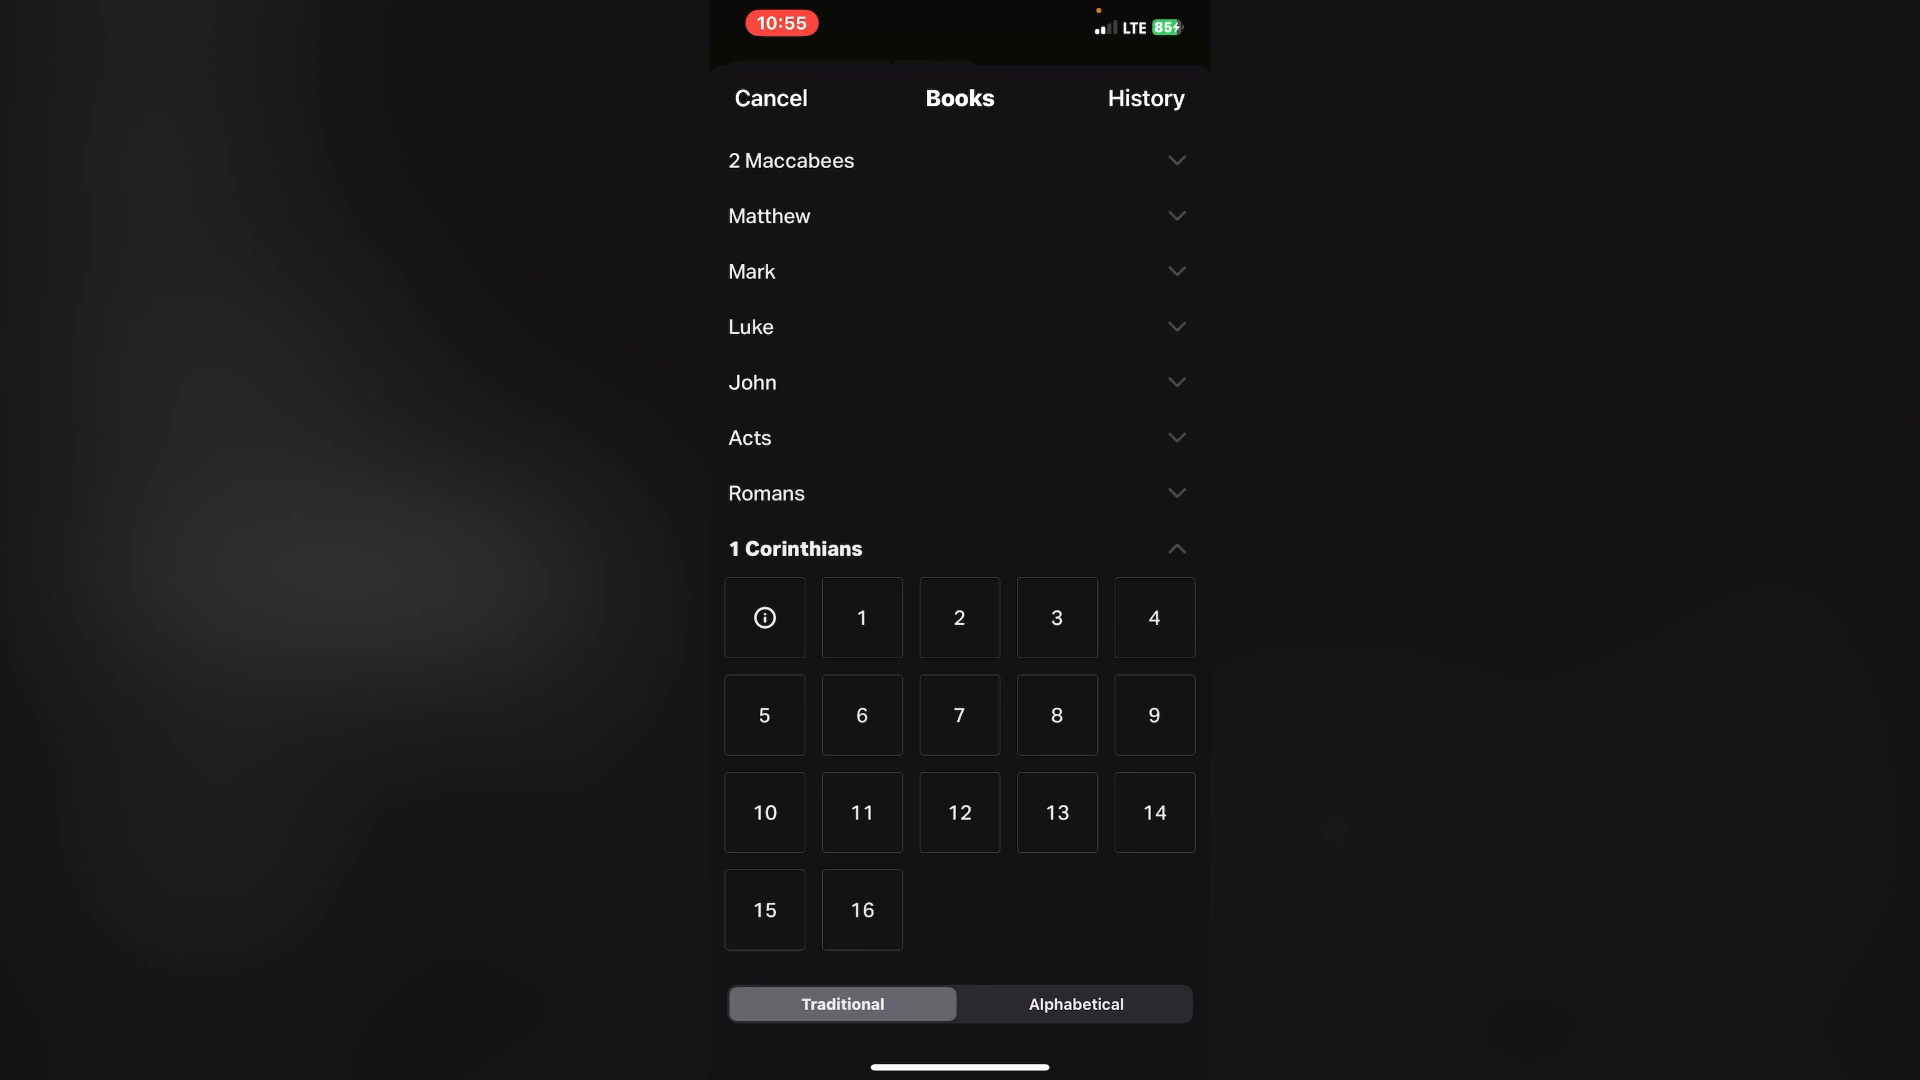 10:55 LTE 85
Cancel Books History
2 Maccabees
Matthew
Mark
Luke
John
Acts
Romans
1 Corinthians
1 2 3 4
5 6 7 8 9
10 11 12 13 14
15 16
Traditional Alphabetical